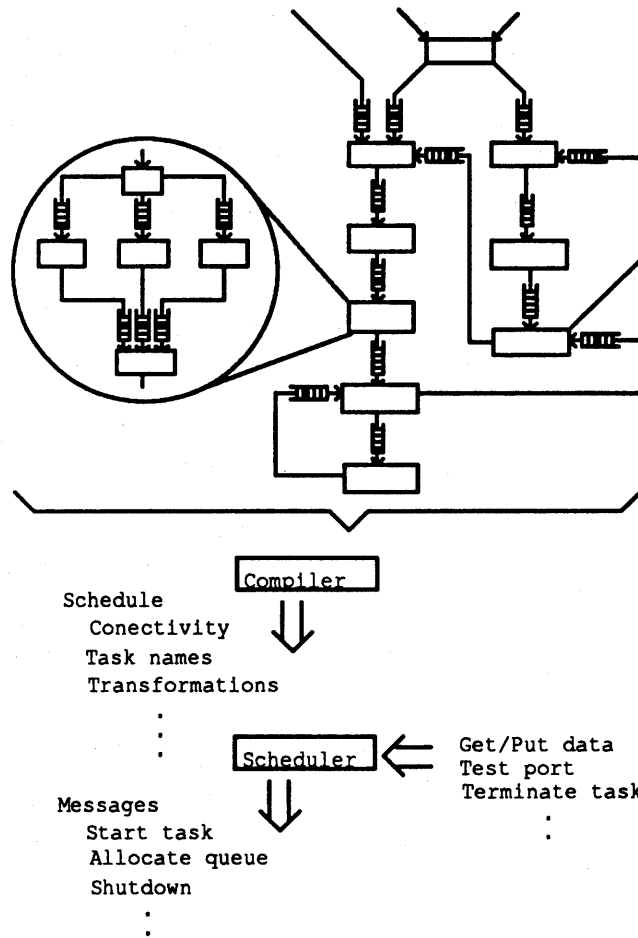 Compiler
Schedule
Conectivity
Task names
Transformations
.
.
.
Scheduler
Get/Put data
Test port
Terminate task
.
.
Messages
Start task
Allocate queue
Shutdown
.
.